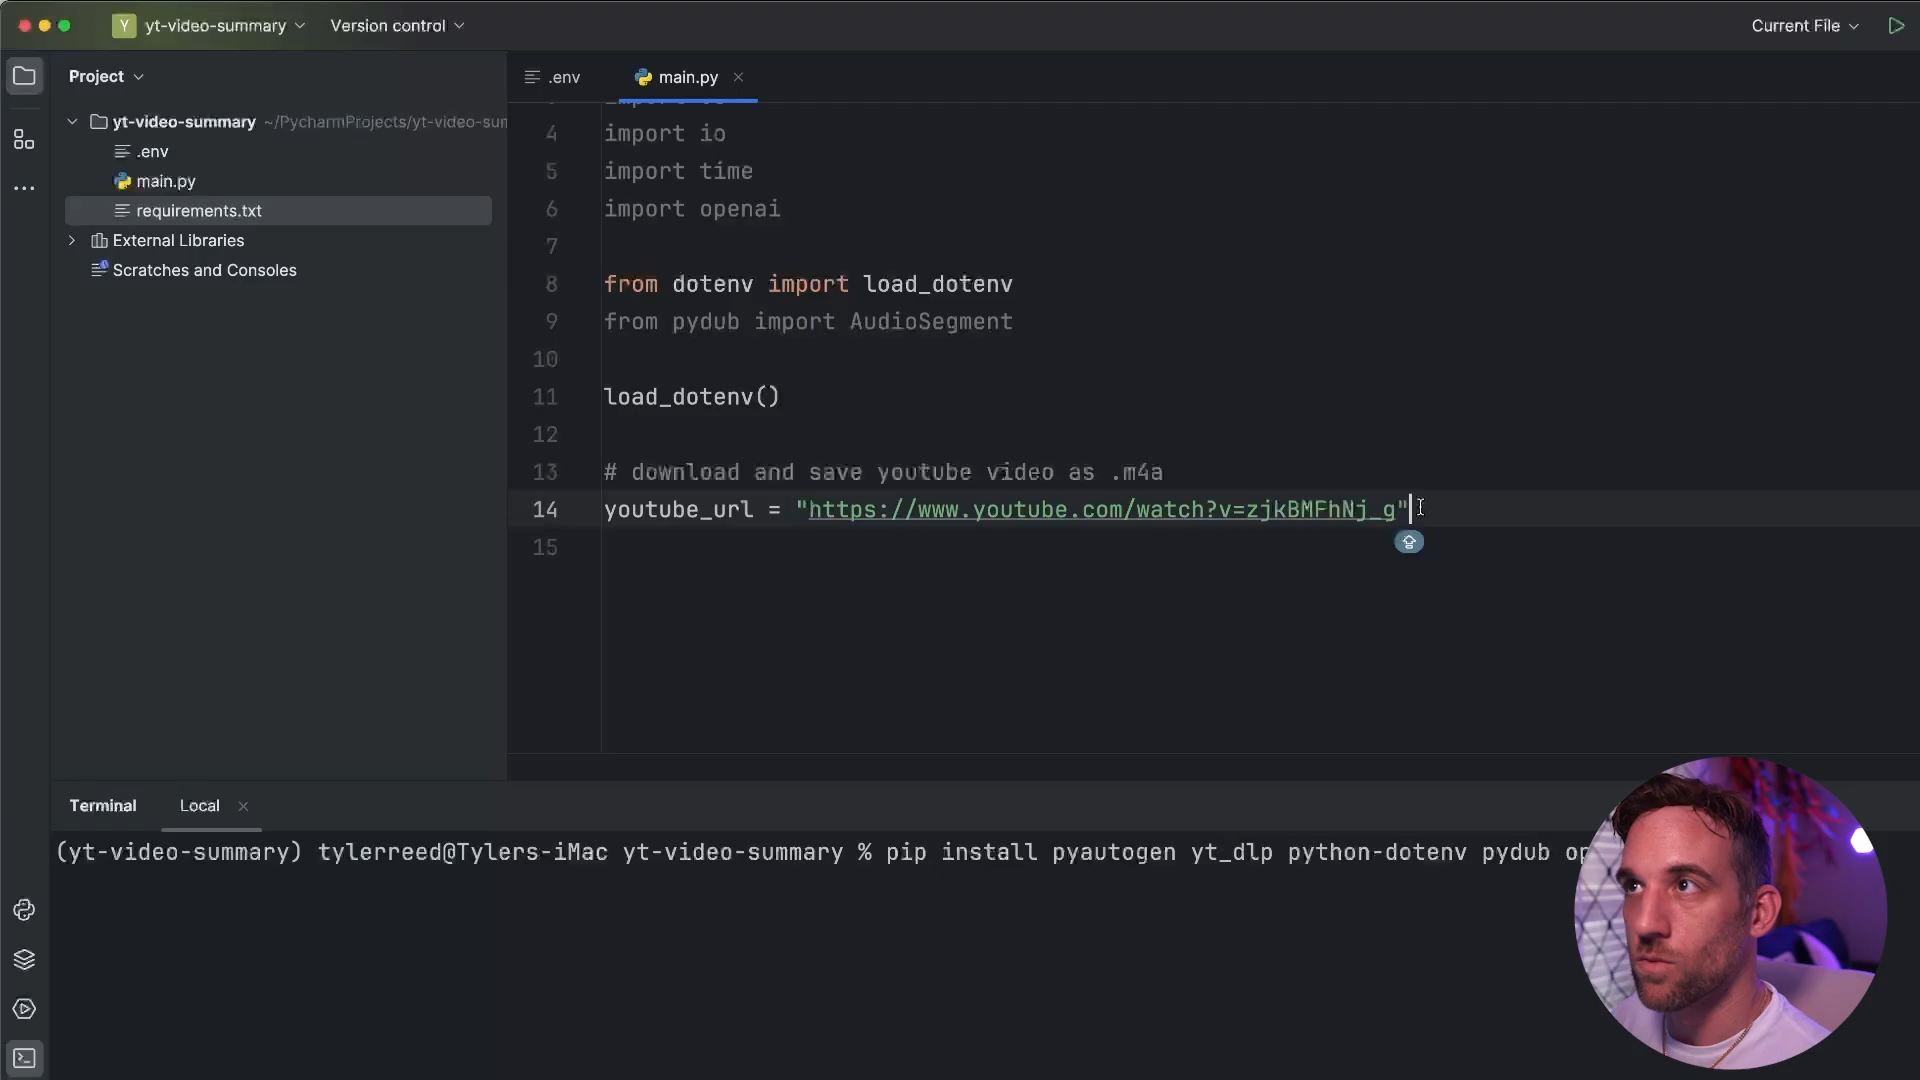 Y yt-video-summary Version control Current File
Project
yt-video-summary ~/PycharmProjects/yt-video-sum
.env
main.py
requirements.txt
External Libraries
Scratches and Consoles
.env main.py
4 import io
5 import time
6 import openai
7
8 from dotenv import load_dotenv
9 from pydub import AudioSegment
10
11 load_dotenv()
12
13 # download and save youtube video as .m4a
14 youtube_url = "https://www.youtube.com/watch?v=zjkBMFhNj_g"
15
Terminal Local
(yt-video-summary) tylerreed@Tylers-iMac yt-video-summary % pip install pyautogen yt_dlp python-dotenv pydub op